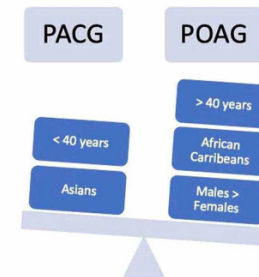 PACG
POAG
< 40 years
Asians
> 40 years
African
Carribeans
Males >
Females